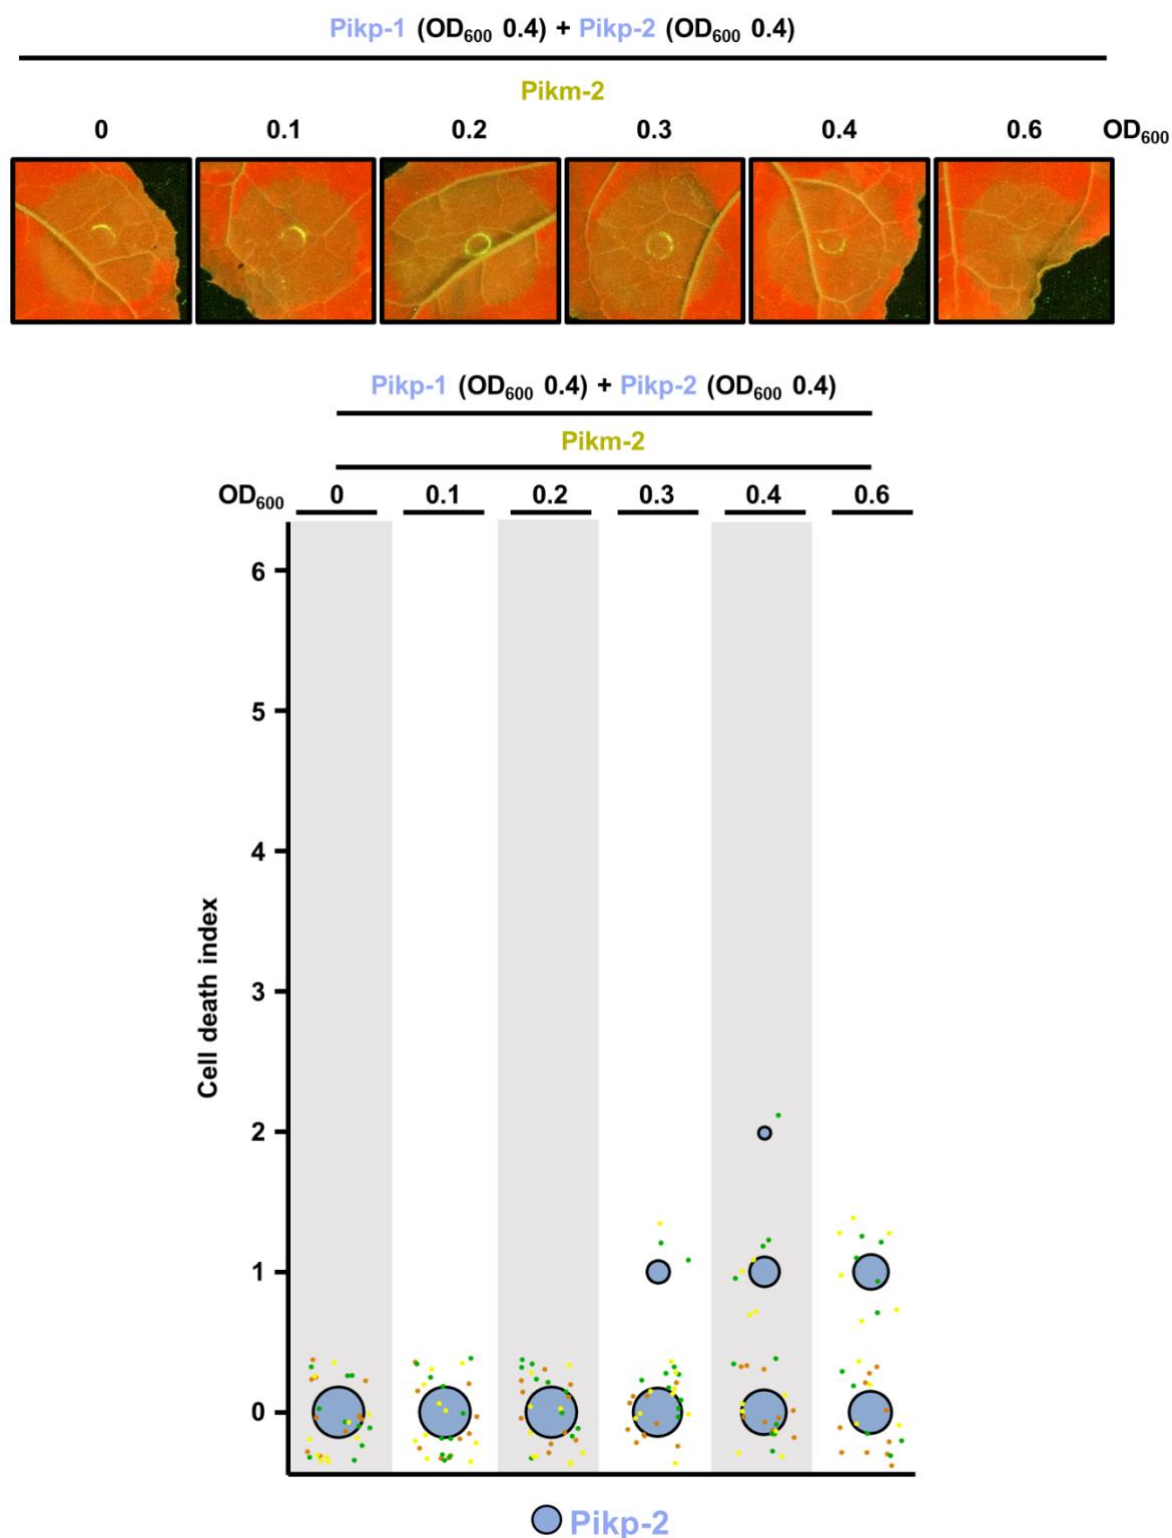 Pikp-1 (OD600 0.4) + Pikp-2 (OD600 0.4)
Pikm-2
0 0.1 0.2 0.3 0.4 0.6 OD600
Pikp-1 (OD600 0.4) + Pikp-2 (OD600 0.4)
Pikm-2
OD600 0 0.1 0.2 0.3 0.4 0.6
6
5
4
3
2
1
0
Cell death index
Pikp-2